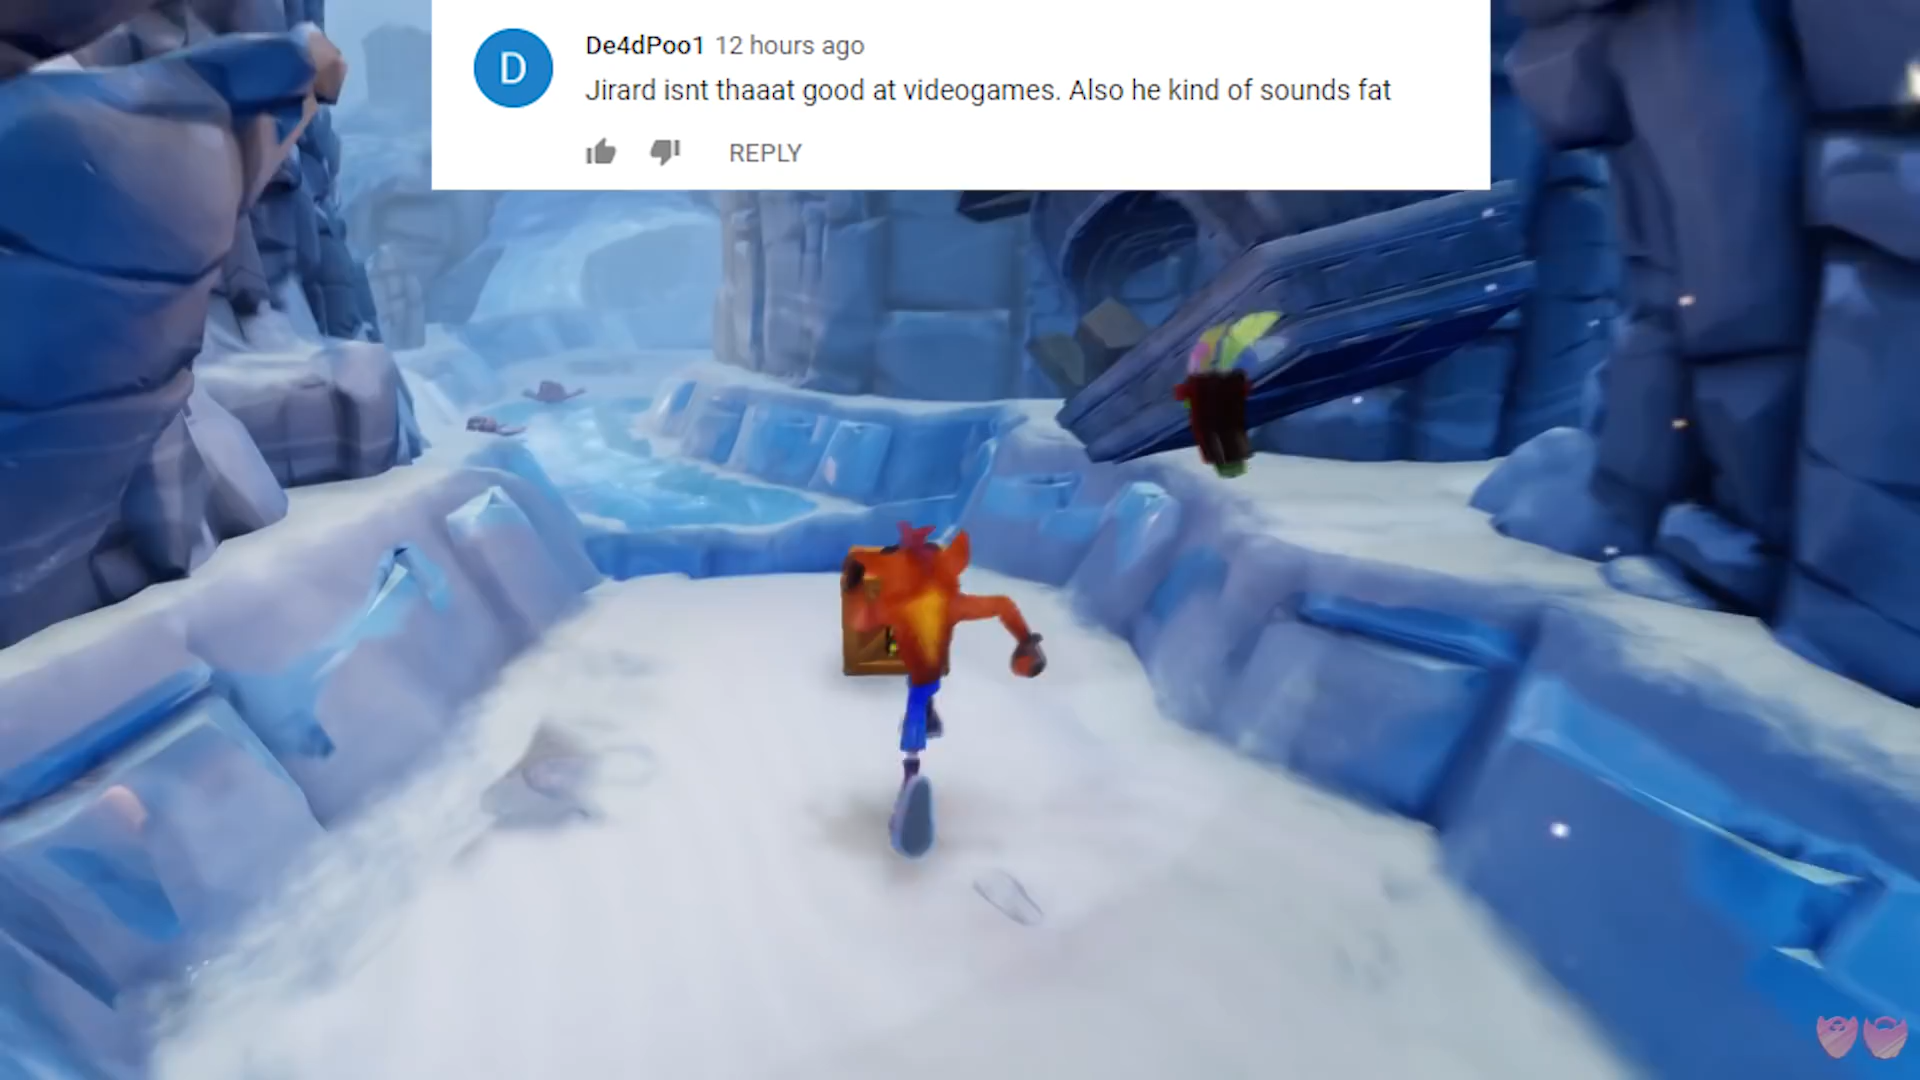 D
De4dPoo1 12 hours ago
Jirard isnt thaaat good at videogames. Also he kind of sounds fat
REPLY